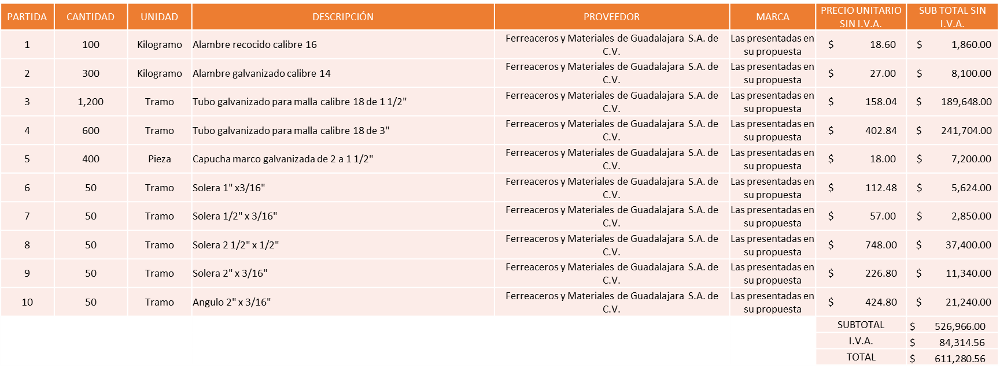 PARTIDA CANTIDAD UNIDAD DESCRIPCIÓN PROVEEDOR MARCA PRECIO UNITARIO SIN I.V.A. SUB TOTAL SIN I.V.A.
1 100 Kilogramo Alambre recocido calibre 16 Ferreaceros y Materiales de Guadalajara S.A. de C.V. Las presentadas en su propuesta $ 18.60 $ 1,860.00
2 300 Kilogramo Alambre galvanizado calibre 14 Ferreaceros y Materiales de Guadalajara S.A. de C.V. Las presentadas en su propuesta $ 27.00 $ 8,100.00
3 1,200 Tramo Tubo galvanizado para malla calibre 18 de 1 1/2" Ferreaceros y Materiales de Guadalajara S.A. de C.V. Las presentadas en su propuesta $ 158.04 $ 189,648.00
4 600 Tramo Tubo galvanizado para malla calibre 18 de 3" Ferreaceros y Materiales de Guadalajara S.A. de C.V. Las presentadas en su propuesta $ 402.84 $ 241,704.00
5 400 Pieza Capucha marco galvanizada de 2 a 1 1/2" Ferreaceros y Materiales de Guadalajara S.A. de C.V. Las presentadas en su propuesta $ 18.00 $ 7,200.00
6 50 Tramo Solera 1" x3/16" Ferreaceros y Materiales de Guadalajara S.A. de C.V. Las presentadas en su propuesta $ 112.48 $ 5,624.00
7 50 Tramo Solera 1/2" x 3/16" Ferreaceros y Materiales de Guadalajara S.A. de C.V. Las presentadas en su propuesta $ 57.00 $ 2,850.00
8 50 Tramo Solera 2 1/2" x 1/2" Ferreaceros y Materiales de Guadalajara S.A. de C.V. Las presentadas en su propuesta $ 748.00 $ 37,400.00
9 50 Tramo Solera 2" x 3/16" Ferreaceros y Materiales de Guadalajara S.A. de C.V. Las presentadas en su propuesta $ 226.80 $ 11,340.00
10 50 Tramo Angulo 2" x 3/16" Ferreaceros y Materiales de Guadalajara S.A. de C.V. Las presentadas en su propuesta $ 424.80 $ 21,240.00
SUBTOTAL $ 526,966.00
I.V.A. $ 84,314.56
TOTAL $ 611,280.56